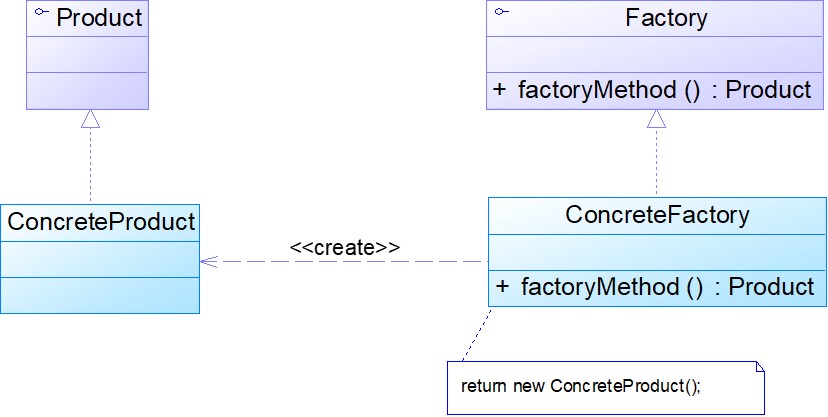 Product
Factory
+ factoryMethod () : Product
ConcreteProduct
<<create>>
ConcreteFactory
+ factoryMethod () : Product
return new ConcreteProduct();